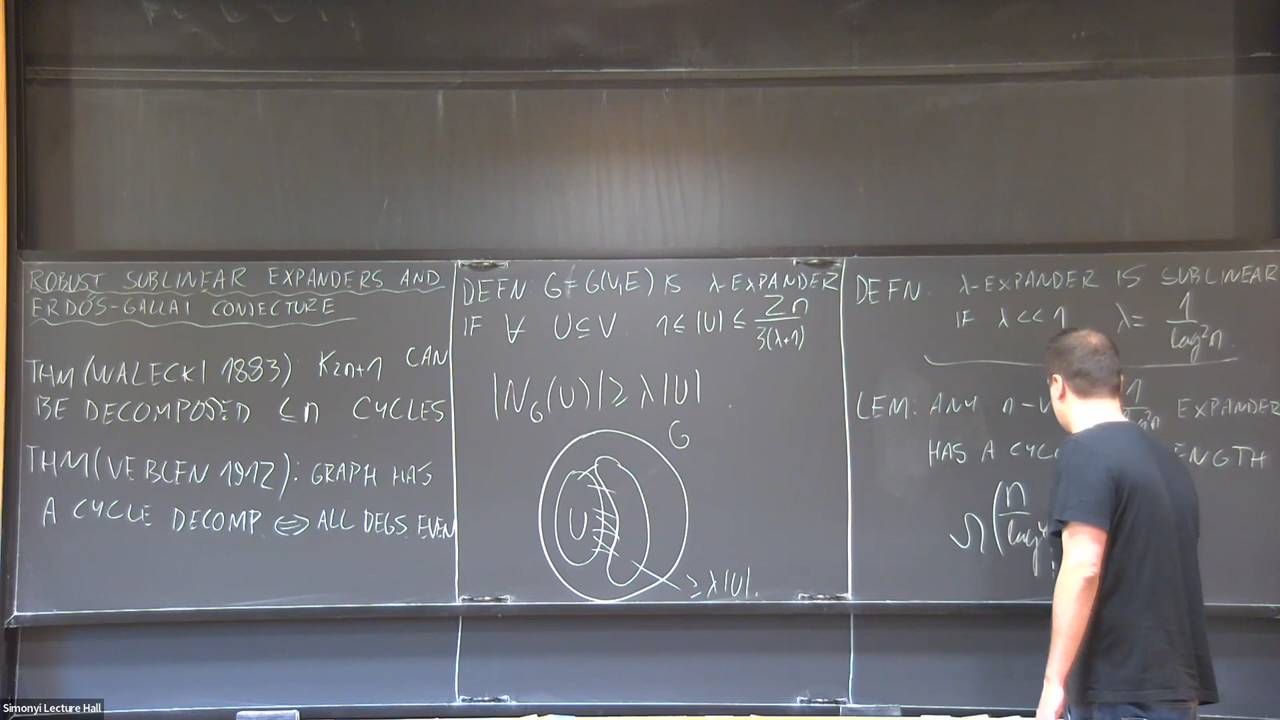 ROBUST SUBLINEAR EXPANDERS AND
ERDŐS-GALLAI CONJECTURE
THM(WALECKI 1883) K2n+1 CAN
BE DECOMPOSED ≤n CYCLES
THM(VEBLEN 1912): GRAPH HAS
A CYCLE DECOMP. ⇔ ALL DEGS. EVEN
DEFN G=G(V,E) IS λ-EXPANDER
IF ∀ U⊆V 1≤|U|≤ 2n/3(λ+1)
|N_G(U)|≥λ|U|
G
U
≥λ|U|.
DEFN: λ-EXPANDER IS SUBLINEAR
IF λ<<1 λ= 1/log²n
LEM: ANY n- EXPANDER
HAS A
Ω(n/log⁴
Simonyi Lecture Hall